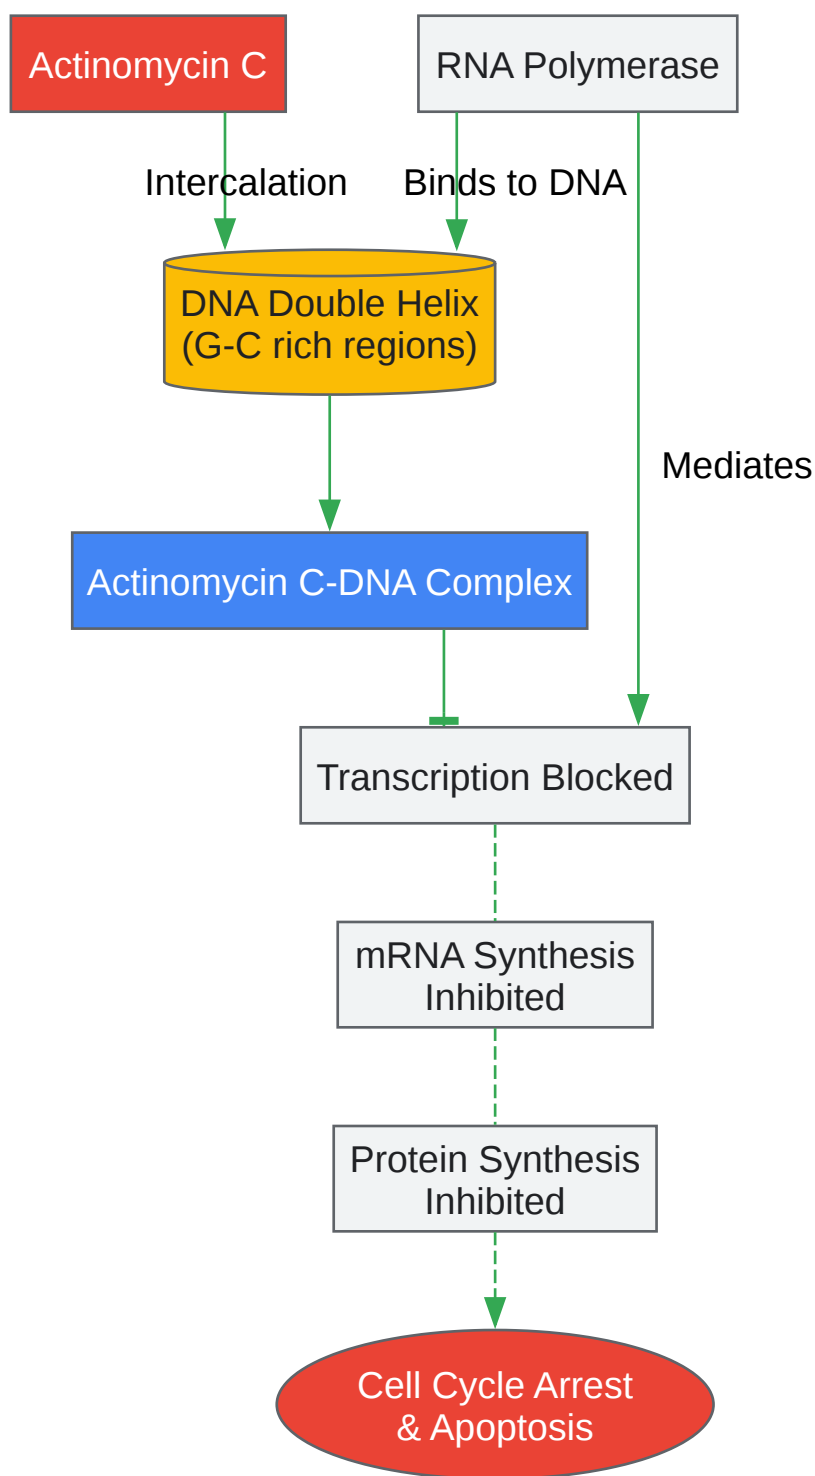 Actinomycin C
RNA Polymerase
Intercalation
Binds to DNA
DNA Double Helix
(G-C rich regions)
Mediates
Actinomycin C-DNA Complex
Transcription Blocked
mRNA Synthesis
Inhibited
Protein Synthesis
Inhibited
Cell Cycle Arrest
& Apoptosis